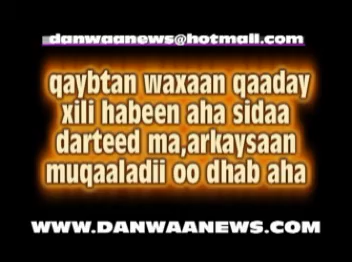 danwaanews@hotmail.com
qaybtan waxaan qaaday
xili habeen aha sidaa
darteed ma,arkaysaan
muqaaladii oo dhab aha
WWW.DANWAANEWS.COM